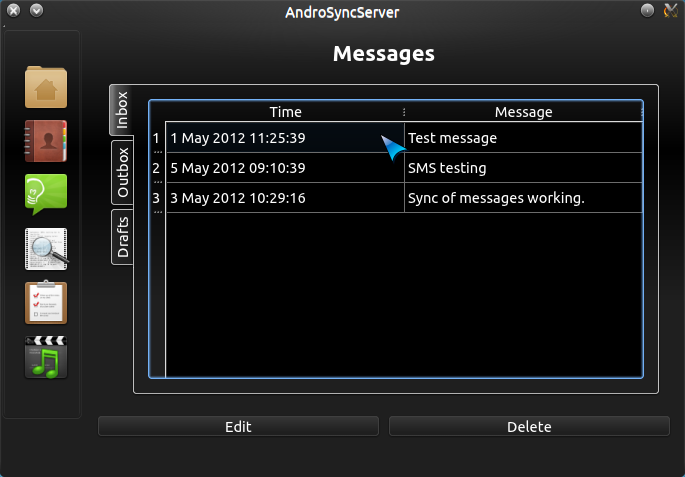 AndroSyncServer
Messages
Inbox
Outbox
Drafts
Time Message
1 1 May 2012 11:25:39 Test message
2 5 May 2012 09:10:39 SMS testing
3 3 May 2012 10:29:16 Sync of messages working.
Edit Delete